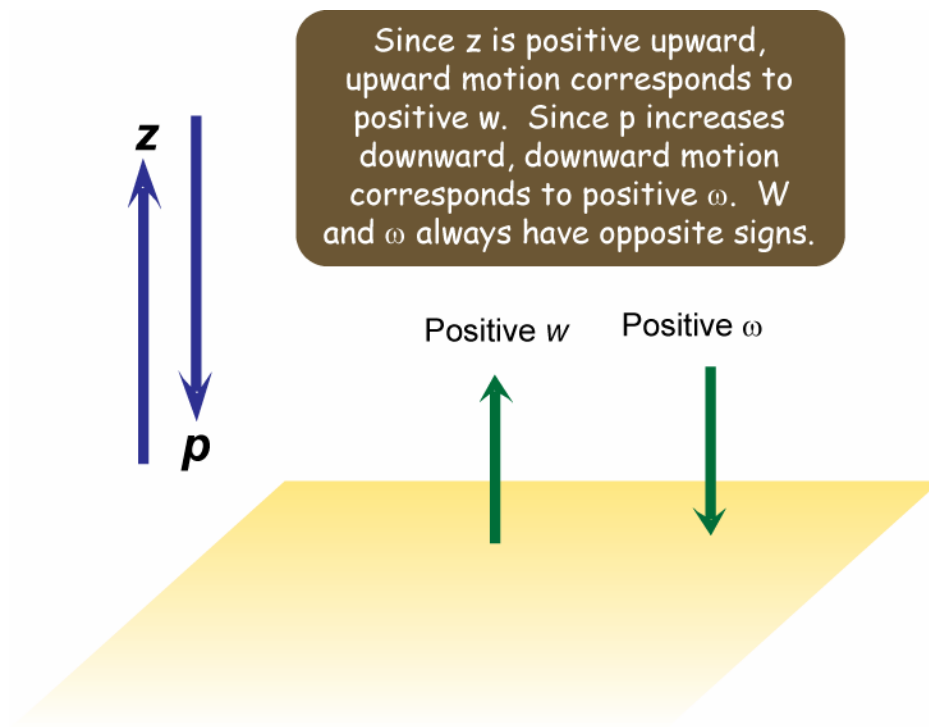 Since z is positive upward,
upward motion corresponds to
positive w.  Since p increases
downward, downward motion
corresponds to positive ω.  W
and ω always have opposite signs.
z
p
Positive w
Positive ω